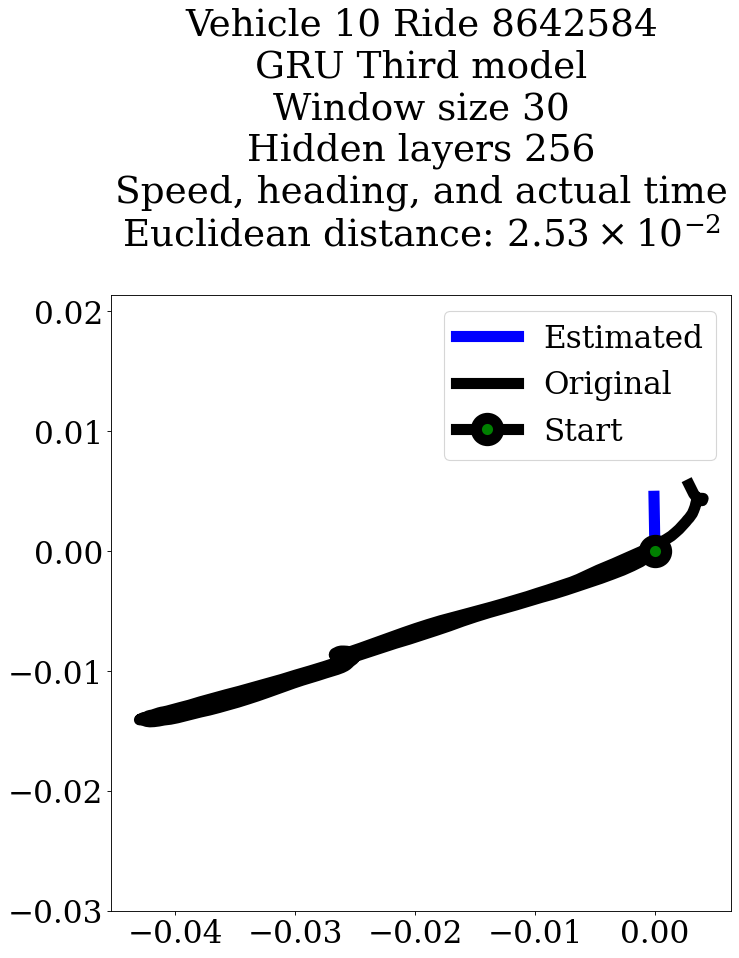 Vehicle 10 Ride 8642584
GRU Third model
Window size 30
Hidden layers 256
Speed, heading, and actual time
Euclidean distance: 2.53 × 10⁻²
Estimated
Original
Start
0.02
0.01
0.00
−0.01
−0.02
−0.03
−0.04 −0.03 −0.02 −0.01 0.00